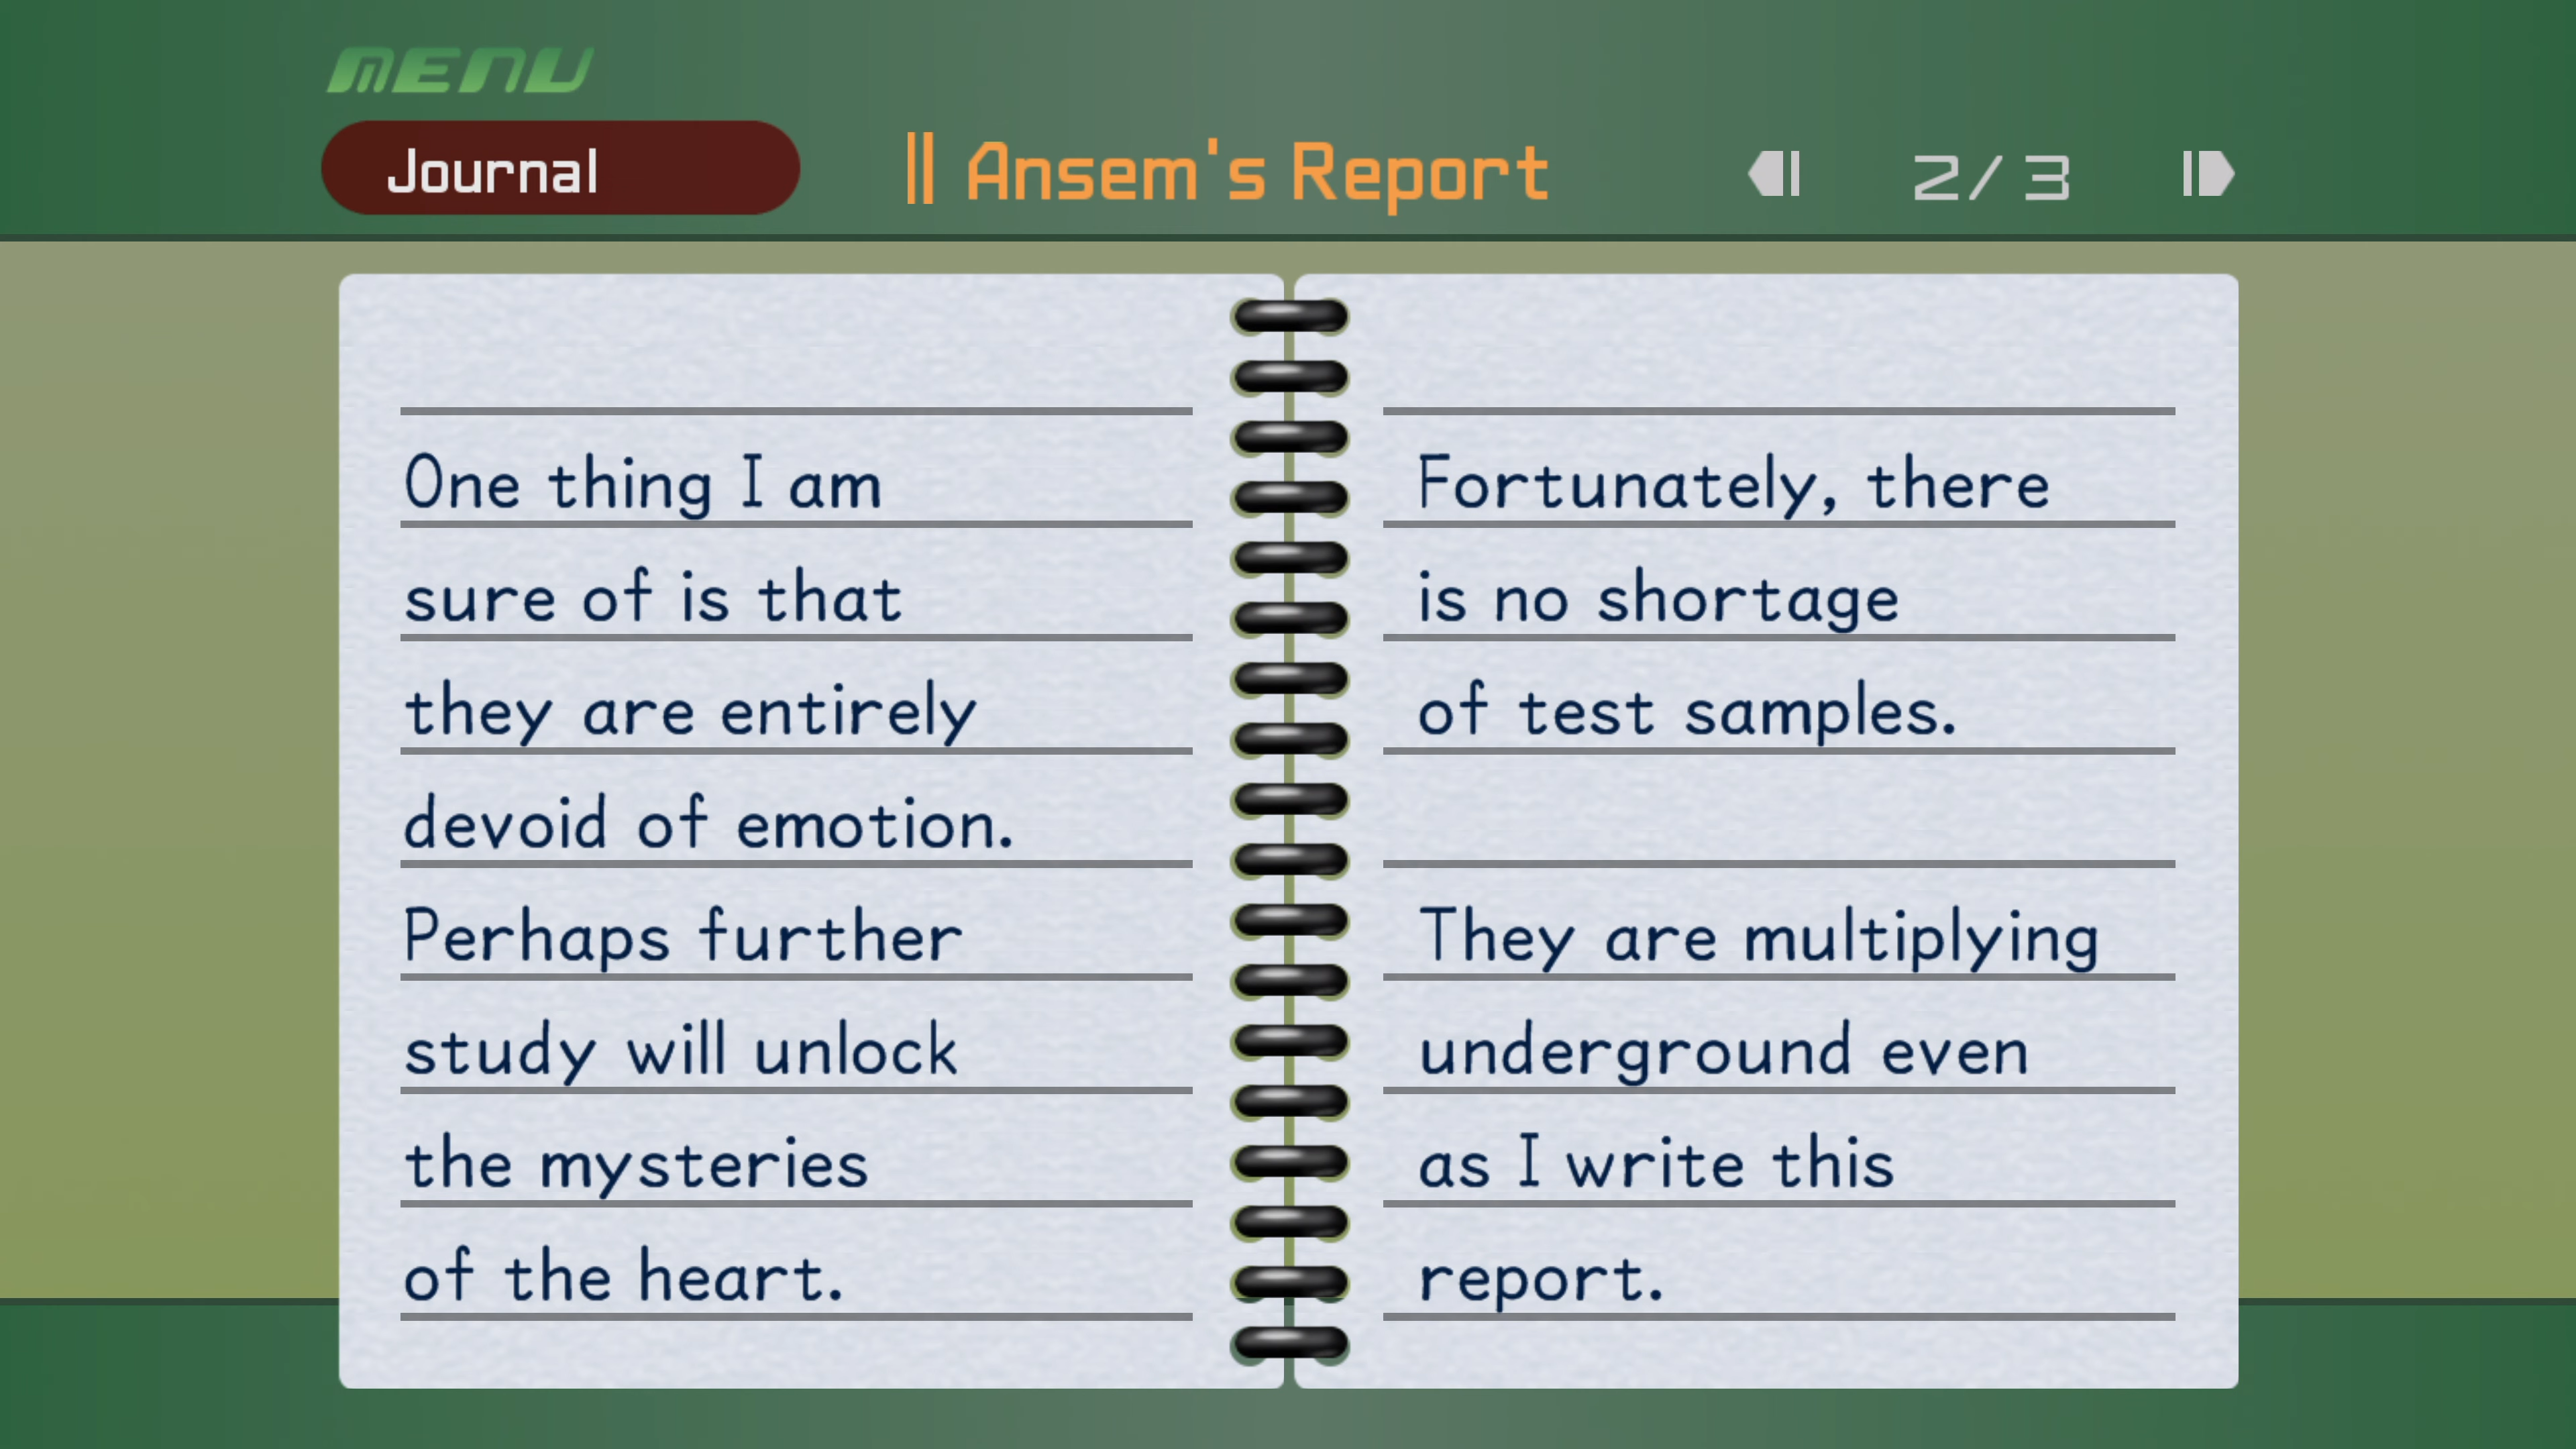 MENU
Journal
Ansem's Report
2/3
One thing I am
sure of is that
they are entirely
devoid of emotion.
Perhaps further
study will unlock
the mysteries
of the heart.
Fortunately, there
is no shortage
of test samples.
They are multiplying
underground even
as I write this
report.